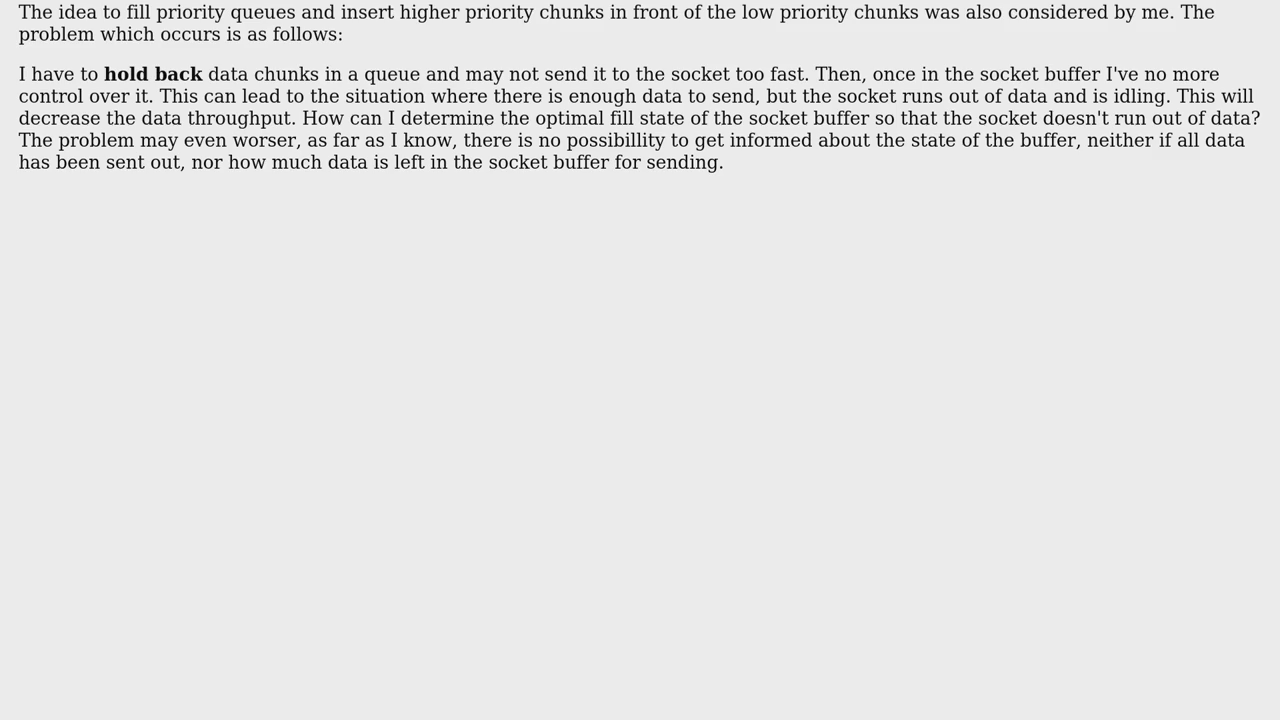 The idea to fill priority queues and insert higher priority chunks in front of the low priority chunks was also considered by me. The
problem which occurs is as follows:
I have to hold back data chunks in a queue and may not send it to the socket too fast. Then, once in the socket buffer I've no more
control over it. This can lead to the situation where there is enough data to send, but the socket runs out of data and is idling. This will
decrease the data throughput. How can I determine the optimal fill state of the socket buffer so that the socket doesn't run out of data?
The problem may even worser, as far as I know, there is no possibillity to get informed about the state of the buffer, neither if all data
has been sent out, nor how much data is left in the socket buffer for sending.